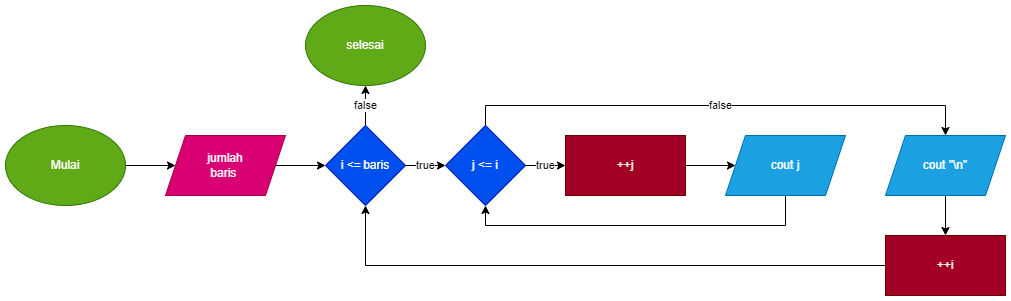 selesai
false
false
Mulai
jumlah
baris
i <= baris
true
j <= i
true
++j
cout j
cout "\n"
++i